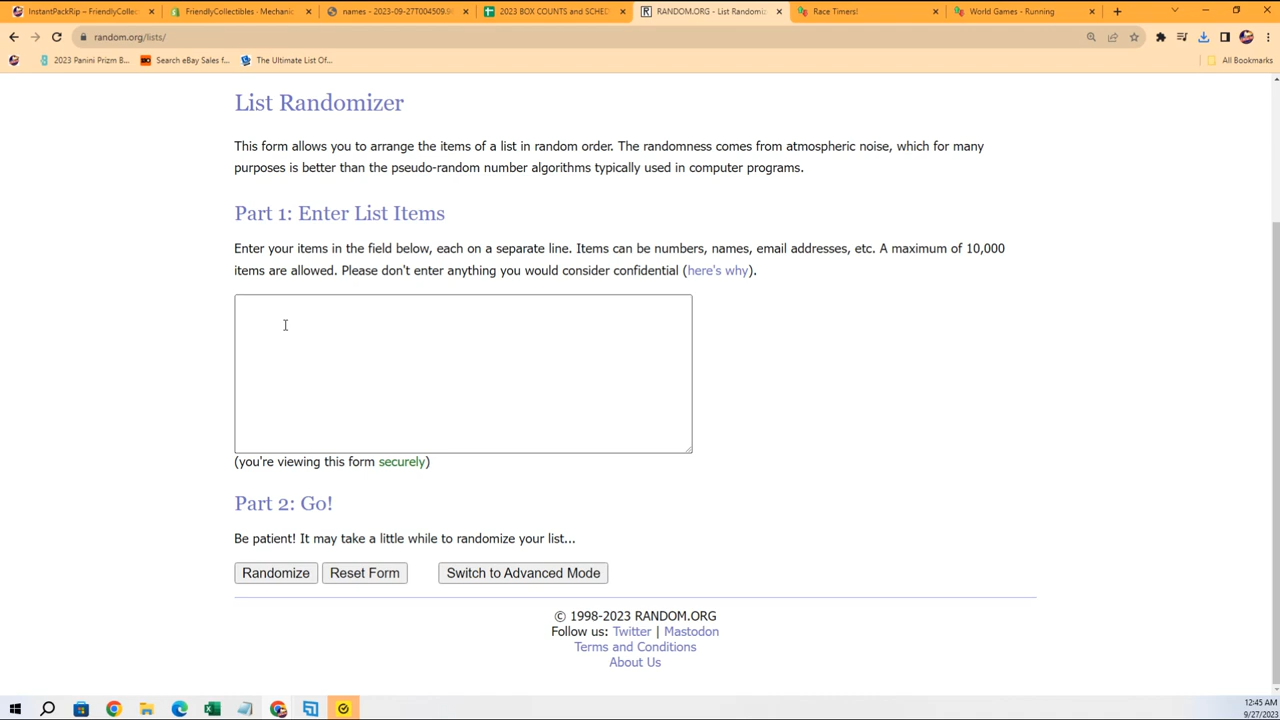 InstantPackRip – FriendlyCollec
FriendlyCollectibles - Mechanic
names - 2023-09-27T004509.9
2023 BOX COUNTS and SCHED
RANDOM.ORG - List Randomize
Race Timers!
World Games - Running
random.org/lists/
2023 Panini Prizm B...
Search eBay Sales f...
The Ultimate List Of...
All Bookmarks
List Randomizer
This form allows you to arrange the items of a list in random order. The randomness comes from atmospheric noise, which for many
purposes is better than the pseudo-random number algorithms typically used in computer programs.
Part 1: Enter List Items
Enter your items in the field below, each on a separate line. Items can be numbers, names, email addresses, etc. A maximum of 10,000
items are allowed. Please don't enter anything you would consider confidential (here's why).
(you're viewing this form securely)
Part 2: Go!
Be patient! It may take a little while to randomize your list...
Randomize
Reset Form
Switch to Advanced Mode
© 1998-2023 RANDOM.ORG
Follow us: Twitter | Mastodon
Terms and Conditions
About Us
12:45 AM
9/27/2023